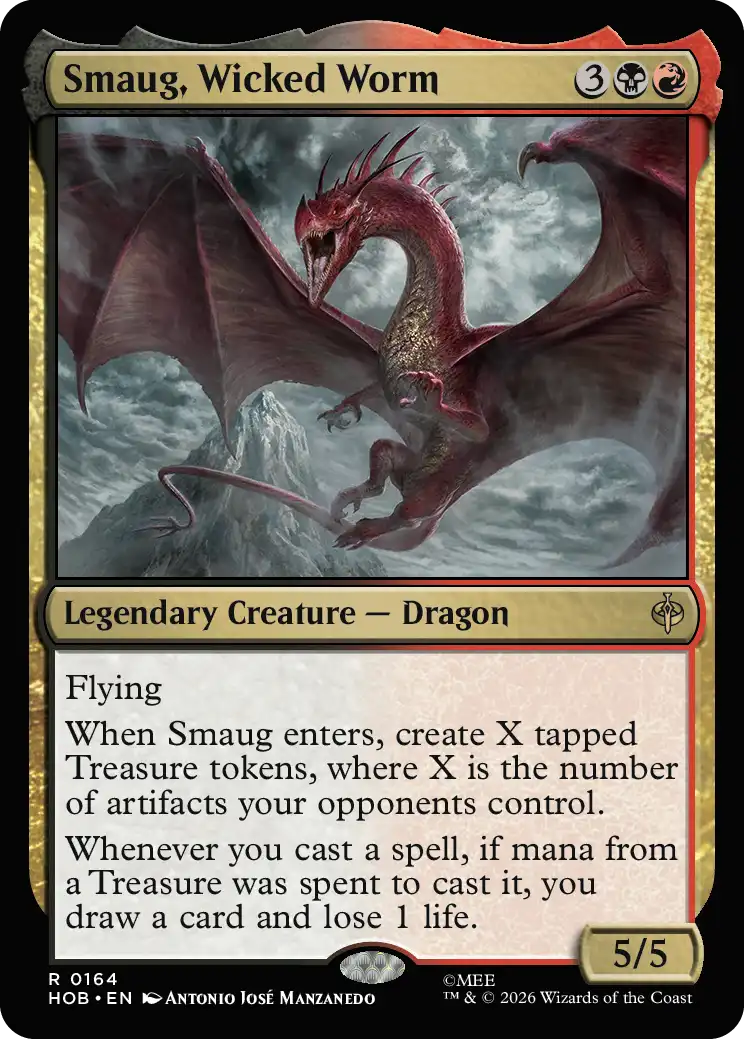 Smaug, Wicked Worm 3
Legendary Creature — Dragon
Flying
When Smaug enters, create X tapped
Treasure tokens, where X is the number
of artifacts your opponents control.
Whenever you cast a spell, if mana from
a Treasure was spent to cast it, you
draw a card and lose 1 life.
5/5
R 0164
HOB • EN Antonio José Manzanedo
©MEE
™ & © 2026 Wizards of the Coast